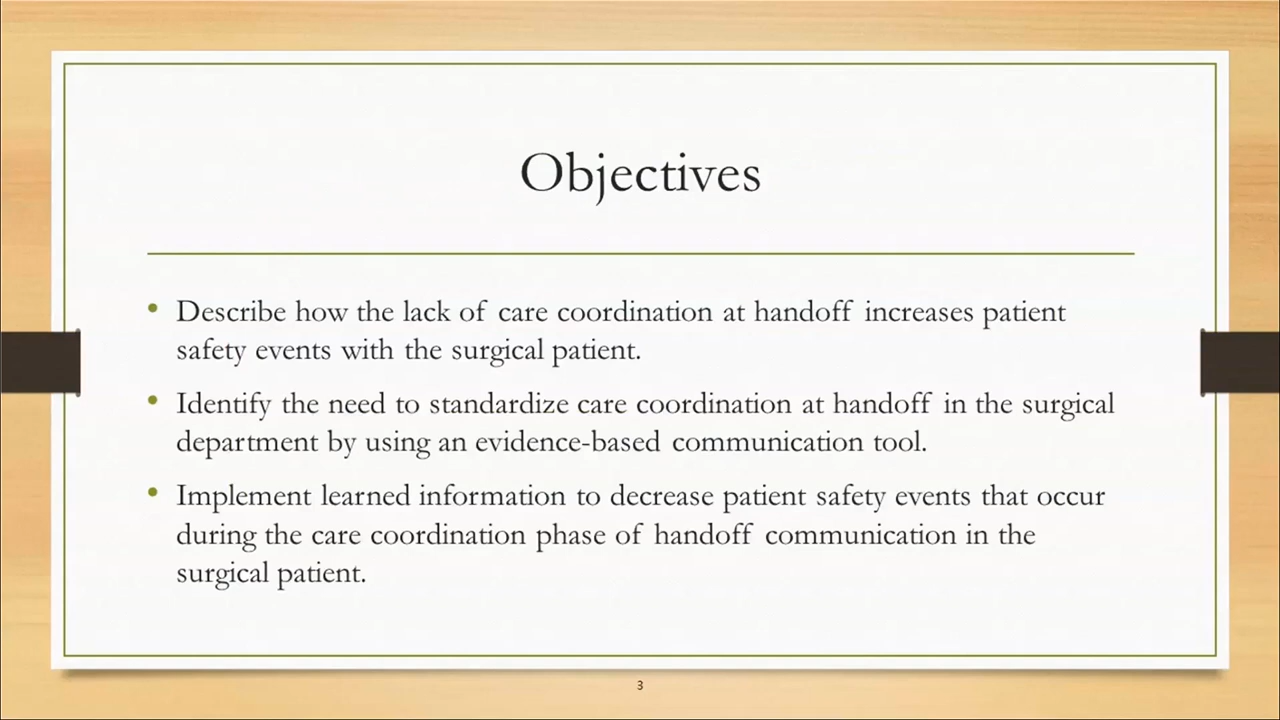 Objectives
• Describe how the lack of care coordination at handoff increases patient
safety events with the surgical patient.
• Identify the need to standardize care coordination at handoff in the surgical
department by using an evidence-based communication tool.
• Implement learned information to decrease patient safety events that occur
during the care coordination phase of handoff communication in the
surgical patient.
3